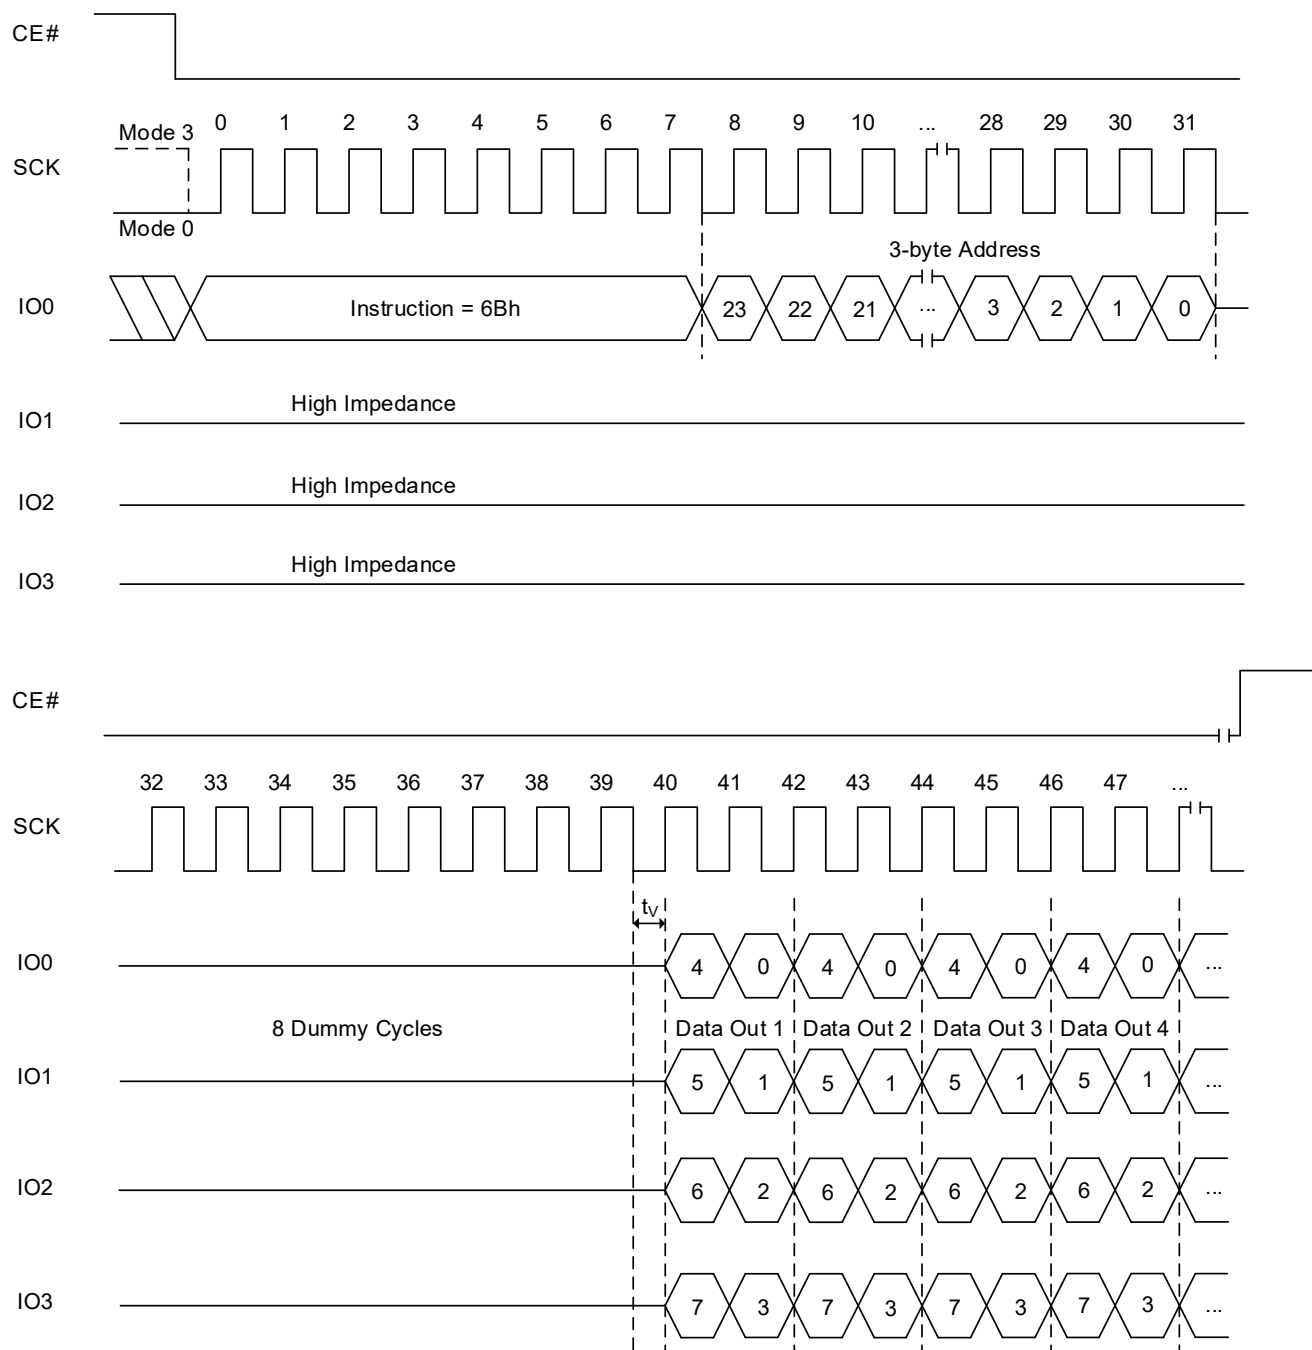 CE#
0 1 2 3 4 5 6 7 8 9 10 ... 28 29 30 31
Mode 3
SCK
Mode 0
3-byte Address
IO0 Instruction = 6Bh 23 22 21 ... 3 2 1 0
High Impedance
IO1
High Impedance
IO2
High Impedance
IO3
CE#
32 33 34 35 36 37 38 39 40 41 42 43 44 45 46 47 ...
SCK
tV
IO0 4 0 4 0 4 0 4 0 ...
8 Dummy Cycles Data Out 1 Data Out 2 Data Out 3 Data Out 4
IO1 5 1 5 1 5 1 5 1 ...
IO2 6 2 6 2 6 2 6 2 ...
IO3 7 3 7 3 7 3 7 3 ...